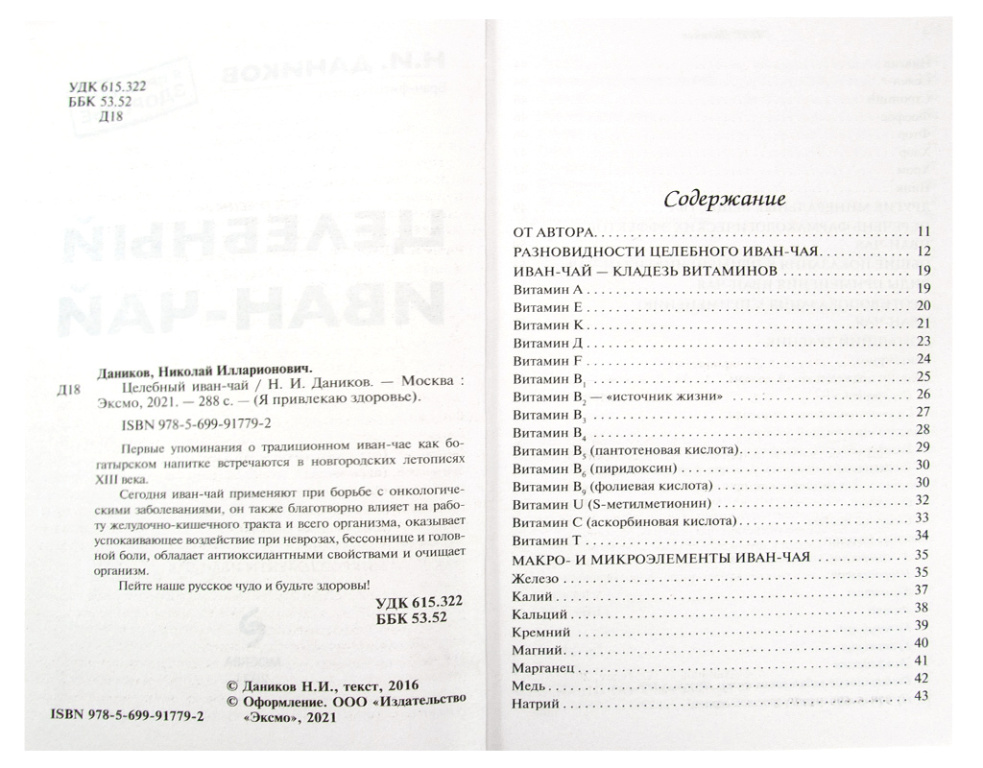 УДК 615.322
ББК 53.52
Д18
Даников, Николай Илларионович.
Д18 Целебный иван-чай / Н. И. Даников. — Москва :
Эксмо, 2021. — 288 с. — (Я привлекаю здоровье).
ISBN 978-5-699-91779-2
Первые упоминания о традиционном иван-чае как бо-
гатырском напитке встречаются в новгородских летописях
XIII века.
Сегодня иван-чай применяют при борьбе с онкологиче-
скими заболеваниями, он также благотворно влияет на рабо-
ту желудочно-кишечного тракта и всего организма, оказывает
успокаивающее воздействие при неврозах, бессоннице и голов-
ной боли, обладает антиоксидантными свойствами и очищает
организм.
Пейте наше русское чудо и будьте здоровы!
УДК 615.322
ББК 53.52
© Даников Н.И., текст, 2016
© Оформление. ООО «Издательство
«Эксмо», 2021
ISBN 978-5-699-91779-2
Содержание
ОТ АВТОРА. 11
РАЗНОВИДНОСТИ ЦЕЛЕБНОГО ИВАН-ЧАЯ. 12
ИВАН-ЧАЙ — КЛАДЕЗЬ ВИТАМИНОВ 19
Витамин А 19
Витамин Е 20
Витамин К 21
Витамин Д 23
Витамин F 24
Витамин B₁ 25
Витамин B₂ — «источник жизни» 26
Витамин B₃ 27
Витамин B₄ 28
Витамин B₅ (пантотеновая кислота). 29
Витамин B₆ (пиридоксин) 30
Витамин B₉ (фолиевая кислота) 30
Витамин U (S-метилметионин) 32
Витамин С (аскорбиновая кислота) 33
Витамин Т 34
МАКРО- И МИКРОЭЛЕМЕНТЫ ИВАН-ЧАЯ 35
Железо 35
Калий 37
Кальций 38
Кремний 39
Магний 40
Марганец 41
Медь 42
Натрий 43